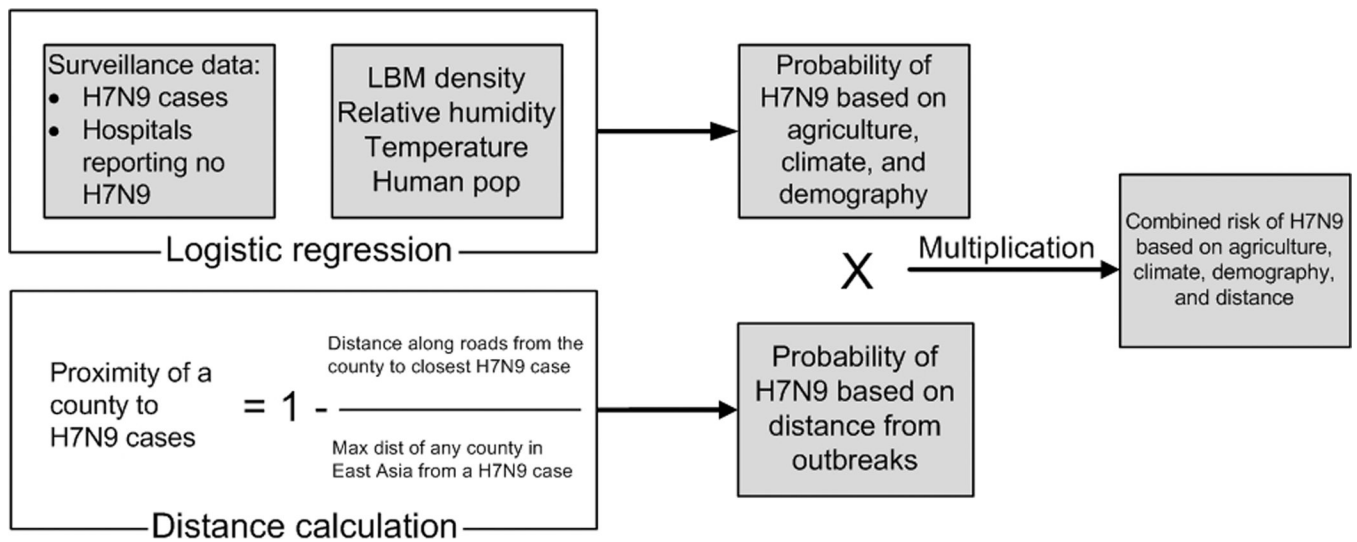 Surveillance data:
• H7N9 cases
• Hospitals
reporting no
H7N9
LBM density
Relative humidity
Temperature
Human pop
Logistic regression
Probability of
H7N9 based on
agriculture,
climate, and
demography
Proximity of a
county to
H7N9 cases
= 1 -
Distance along roads from the
county to closest H7N9 case
Max dist of any county in
East Asia from a H7N9 case
Distance calculation
Probability of
H7N9 based on
distance from
outbreaks
X
Multiplication
Combined risk of H7N9
based on agriculture,
climate, demography,
and distance